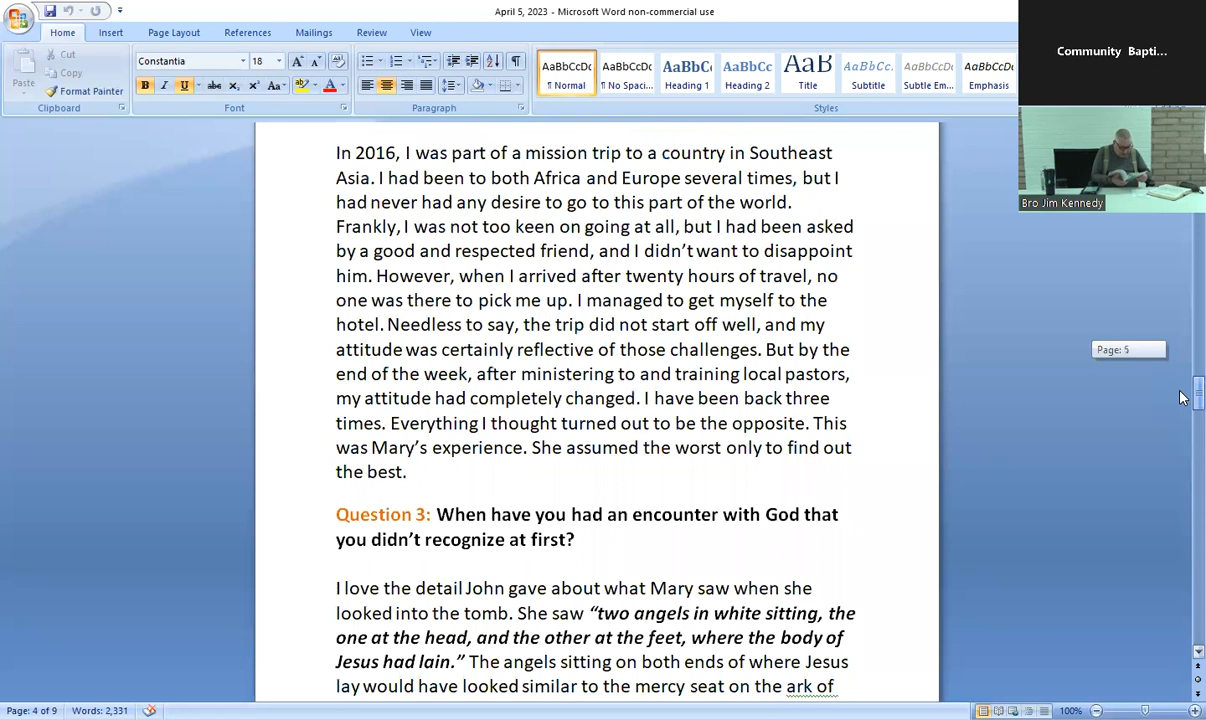 April 5, 2023 - Microsoft Word non-commercial use
Home Insert Page Layout References Mailings Review View
Paste
Cut
Copy
Format Painter
Clipboard
Constantia 18
Font
Paragraph
AaBbCcDc ¶ Normal
AaBbCcDc ¶ No Spaci...
AaBbCc Heading 1
AaBbCc Heading 2
AaB Title
AaBbCc Subtitle
AaBbCcDc Subtle Em...
AaBbCcDc Emphasis
Styles
Community Bapti...
Bro Jim Kennedy
In 2016, I was part of a mission trip to a country in Southeast
Asia. I had been to both Africa and Europe several times, but I
had never had any desire to go to this part of the world.
Frankly, I was not too keen on going at all, but I had been asked
by a good and respected friend, and I didn’t want to disappoint
him. However, when I arrived after twenty hours of travel, no
one was there to pick me up. I managed to get myself to the
hotel. Needless to say, the trip did not start off well, and my
attitude was certainly reflective of those challenges. But by the
end of the week, after ministering to and training local pastors,
my attitude had completely changed. I have been back three
times. Everything I thought turned out to be the opposite. This
was Mary’s experience. She assumed the worst only to find out
the best.
Question 3: When have you had an encounter with God that
you didn’t recognize at first?
I love the detail John gave about what Mary saw when she
looked into the tomb. She saw “two angels in white sitting, the
one at the head, and the other at the feet, where the body of
Jesus had lain.” The angels sitting on both ends of where Jesus
lay would have looked similar to the mercy seat on the ark of
Page: 5
Page: 4 of 9 Words: 2,331 100%